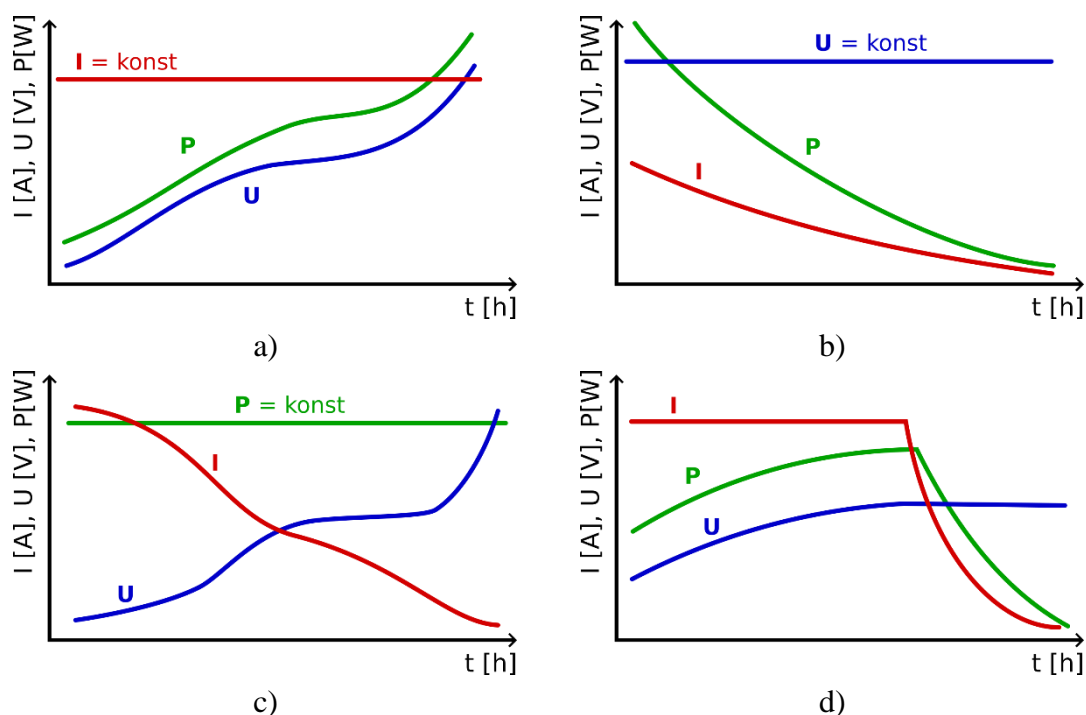 I [A], U [V], P[W]
I = konst
P
U
t [h]
a)
I [A], U [V], P[W]
U = konst
P
I
t [h]
b)
I [A], U [V], P[W]
P = konst
I
U
t [h]
c)
I [A], U [V], P[W]
I
P
U
t [h]
d)